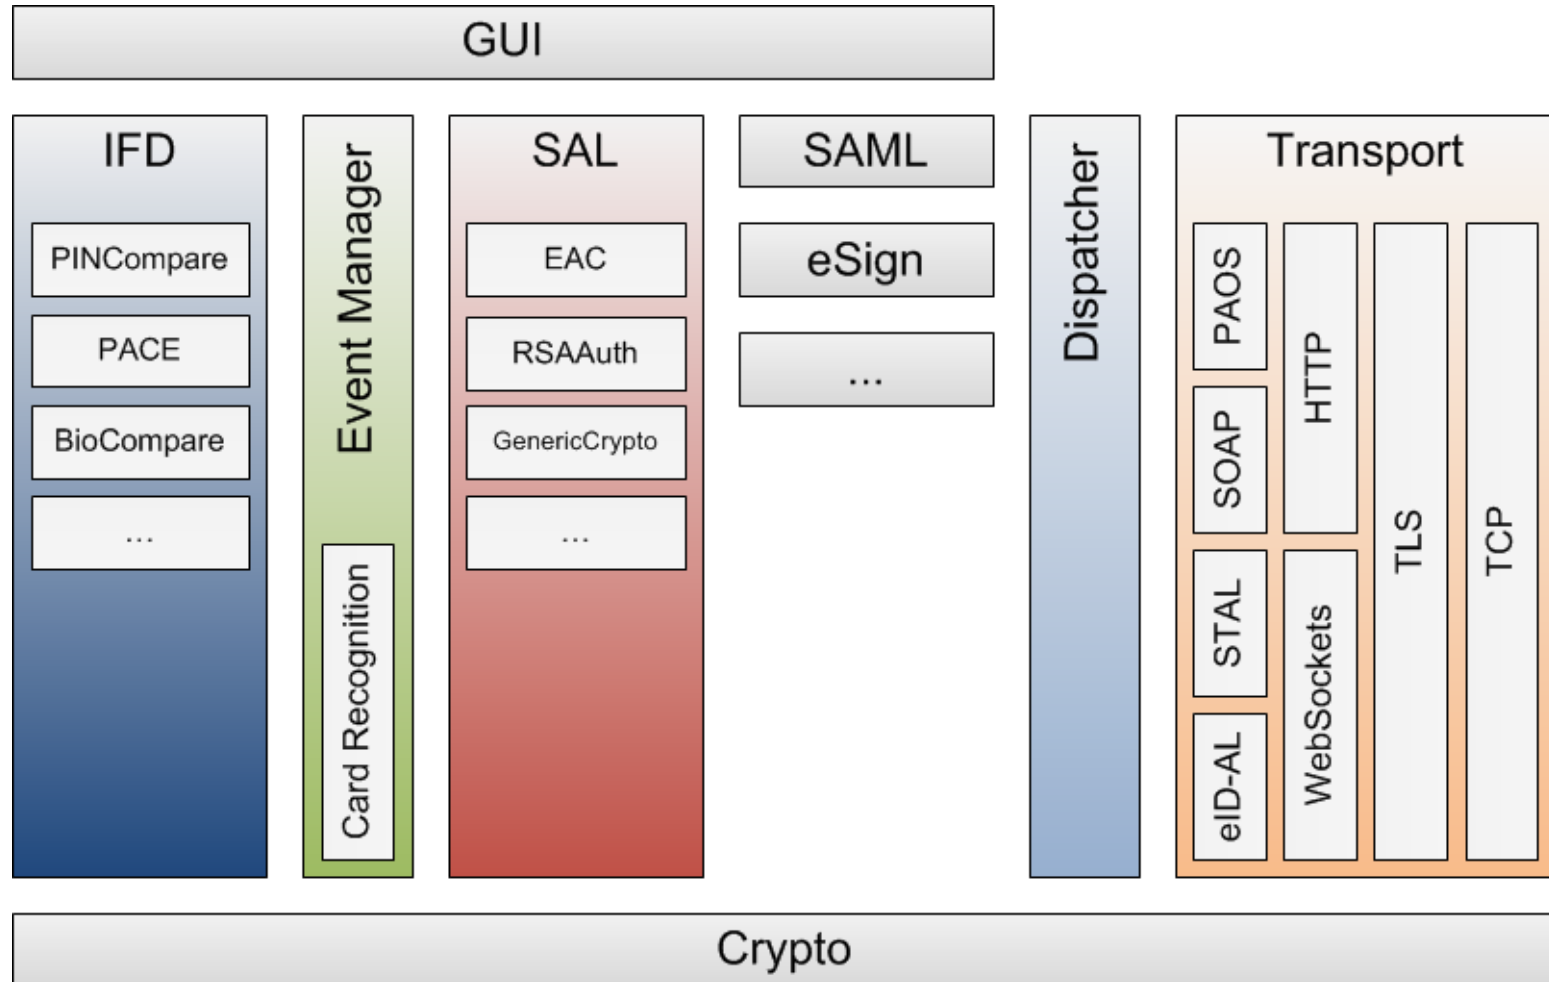 GUI
IFD
PINCompare
PACE
BioCompare
...
Event Manager
Card Recognition
SAL
EAC
RSAAuth
GenericCrypto
...
SAML
eSign
...
Dispatcher
Transport
PAOS
SOAP
STAL
eID-AL
HTTP
WebSockets
TLS
TCP
Crypto